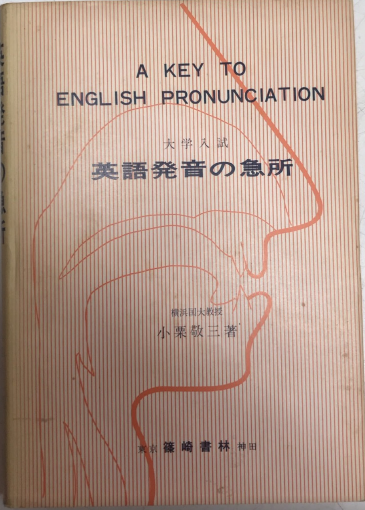 A KEY TO
ENGLISH PRONUNCIATION
大学入試
英語発音の急所
横浜国大教授
小栗敬三著
東京 篠崎書林 神田